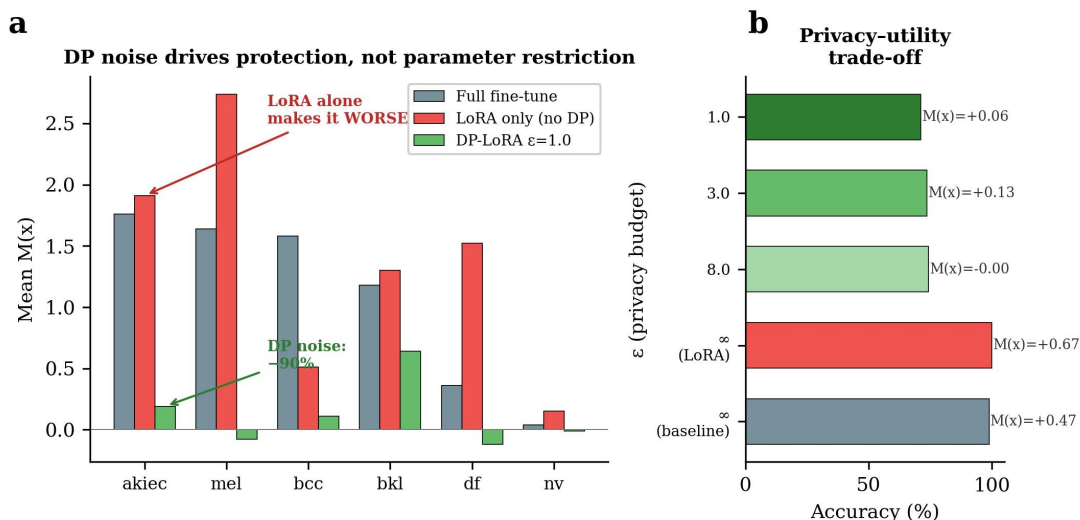 a
DP noise drives protection, not parameter restriction
LoRA alone
makes it WORSE
Full fine-tune
LoRA only (no DP)
DP-LoRA ε=1.0
DP noise:
−90%
Mean M(x)
2.5
2.0
1.5
1.0
0.5
0.0
akiec mel bcc bkl df nv
b
Privacy–utility
trade-off
ε (privacy budget)
1.0 M(x)=+0.06
3.0 M(x)=+0.13
8.0 M(x)=-0.00
∞
(LoRA) M(x)=+0.67
∞
(baseline) M(x)=+0.47
0 50 100
Accuracy (%)